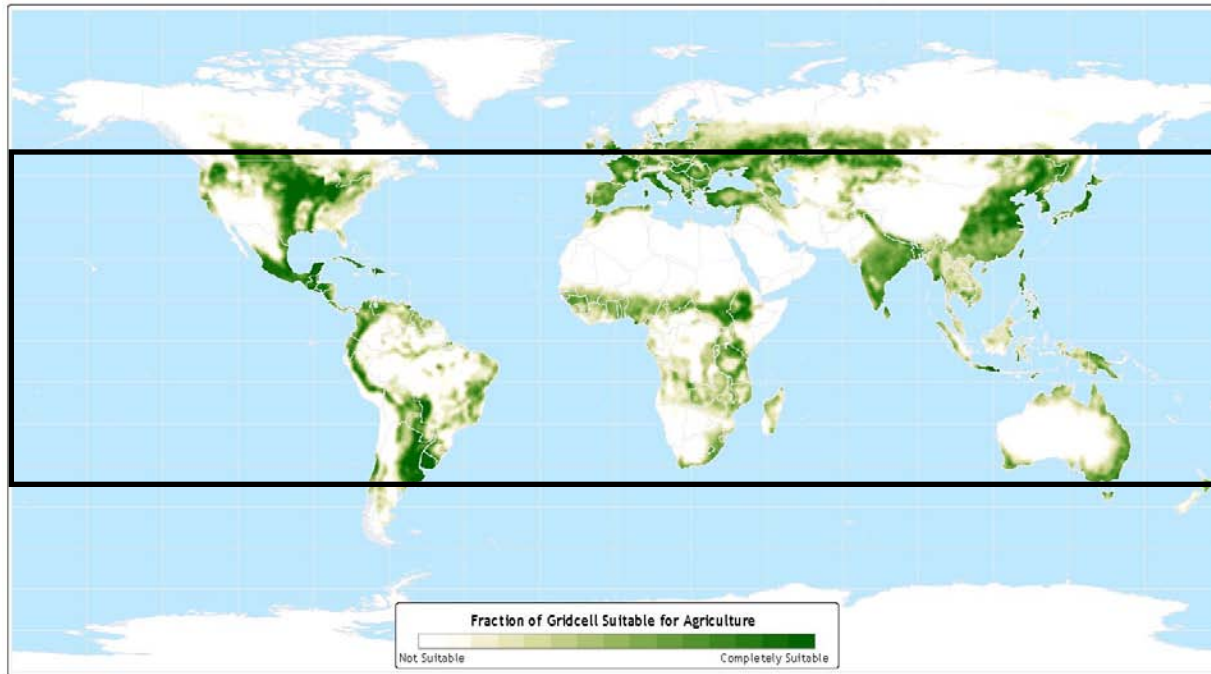 Fraction of Gridcell Suitable for Agriculture
Not Suitable
Completely Suitable